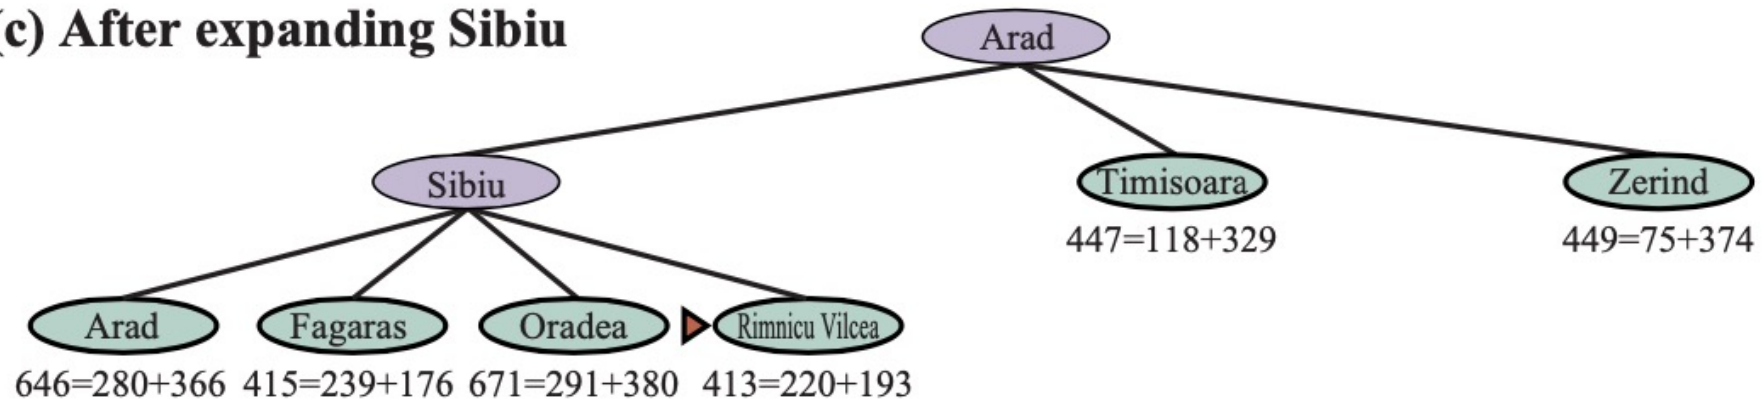 (c) After expanding Sibiu
Arad
Sibiu
Timisoara
Zerind
447=118+329
449=75+374
Arad
Fagaras
Oradea
Rimnicu Vilcea
646=280+366
415=239+176
671=291+380
413=220+193